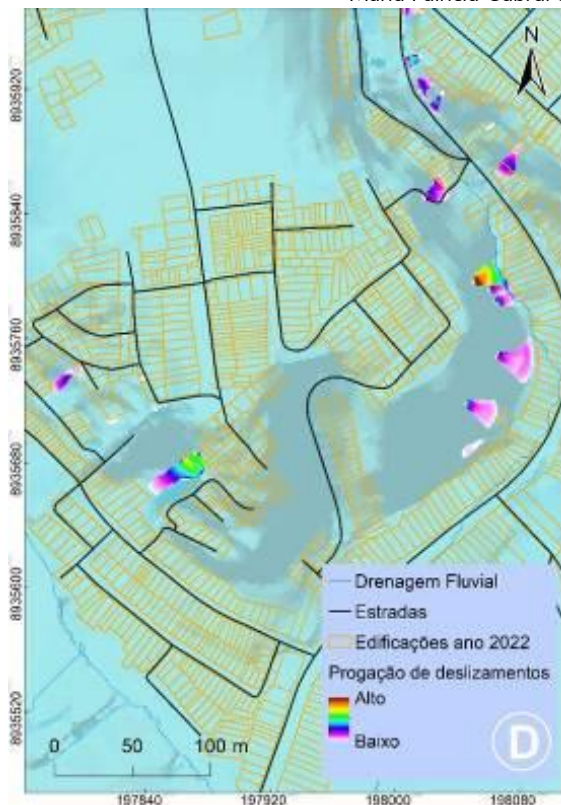 N
8935920
8935840
8935760
8935680
8935600
8935520
Drenagem Fluvial
Estradas
Edificações ano 2022
Progação de deslizamentos
Alto
Baixo
D
0 50 100 m
197840 197920 198000 198080